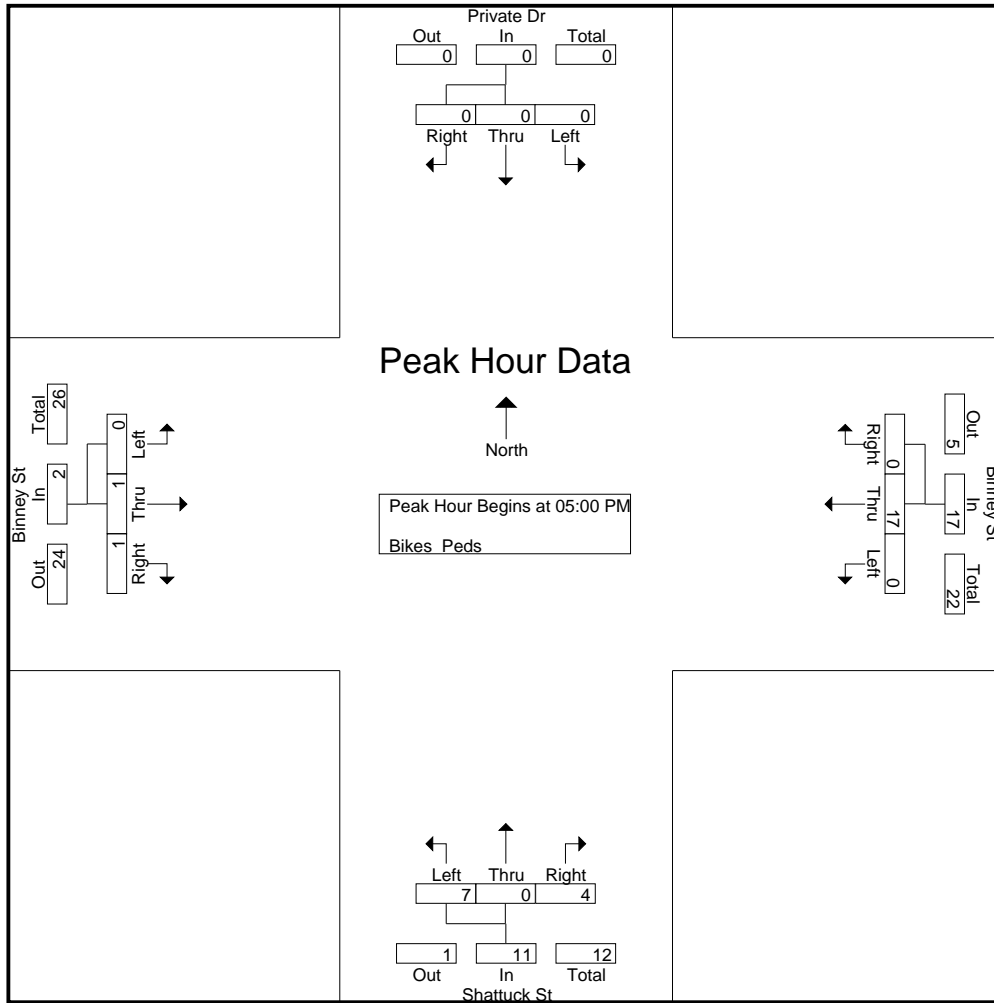 Private Dr
Out In Total
0 0 0
0 0 0
Right Thru Left
Peak Hour Data
North
Peak Hour Begins at 05:00 PM
Bikes Peds
Binney St
Total In Out
26 2 24
0 1 1
Left Thru Right
Right Thru Left
0 17 0
5 17 22
Out In Total
Binney St
Left Thru Right
7 0 4
1 11 12
Out In Total
Shattuck St